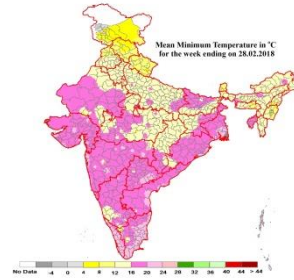 Mean Minimum Temperature in °C
for the week ending on 28.02.2018
No Data -4 0 4 8 12 16 20 24 28 32 36 40 44 > 44